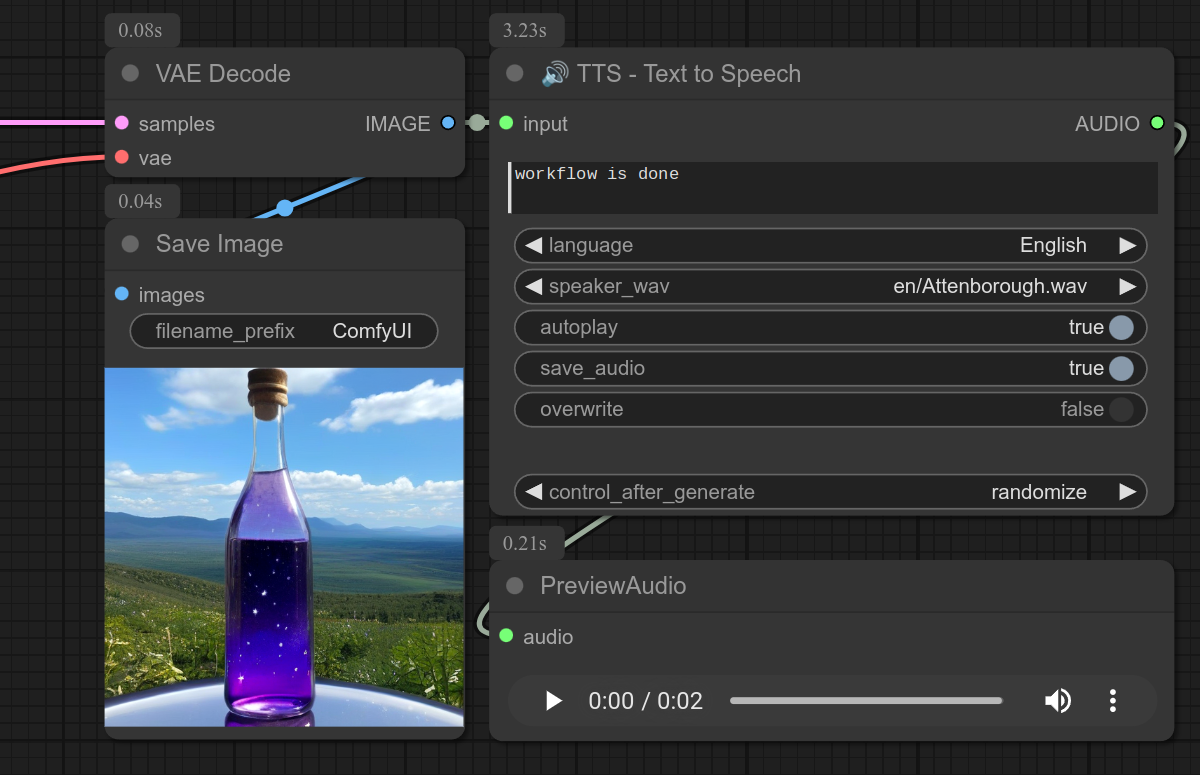 0.08s
VAE Decode
samples IMAGE
vae
0.04s
Save Image
images
filename_prefix ComfyUI
3.23s
🔊 TTS - Text to Speech
input AUDIO
workflow is done
language English
speaker_wav en/Attenborough.wav
autoplay true
save_audio true
overwrite false
control_after_generate randomize
0.21s
PreviewAudio
audio
0:00 / 0:02